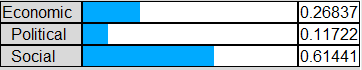 Economic 0.26837
Political 0.11722
Social 0.61441